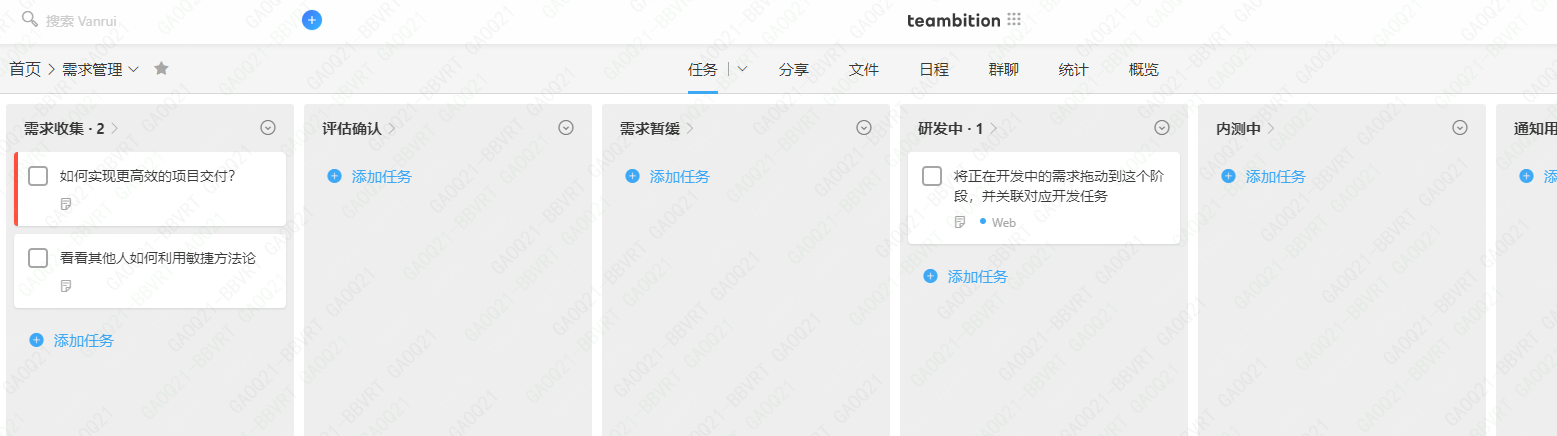 搜索 Vanrui
teambition
首页
需求管理
任务
分享
文件
日程
群聊
统计
概览
需求收集 · 2
如何实现更高效的项目交付?
看看其他人如何利用敏捷方法论
添加任务
评估确认
添加任务
需求暂缓
添加任务
研发中 · 1
将正在开发中的需求拖动到这个阶
段，并关联对应开发任务
Web
添加任务
内测中
添加任务
通知用
添
GAOQ21-BBVRT